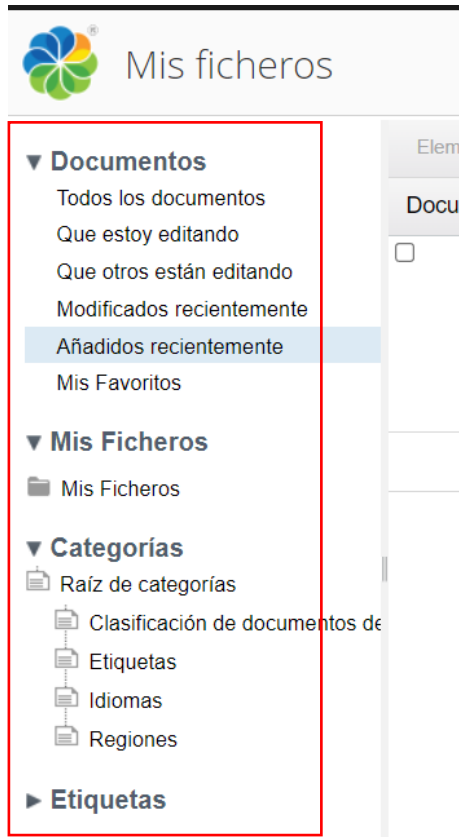 ®
Mis ficheros
▼ Documentos
Todos los documentos
Que estoy editando
Que otros están editando
Modificados recientemente
Añadidos recientemente
Mis Favoritos
▼ Mis Ficheros
Mis Ficheros
▼ Categorías
Raíz de categorías
Clasificación de documentos de
Etiquetas
Idiomas
Regiones
► Etiquetas
Elem
Docu